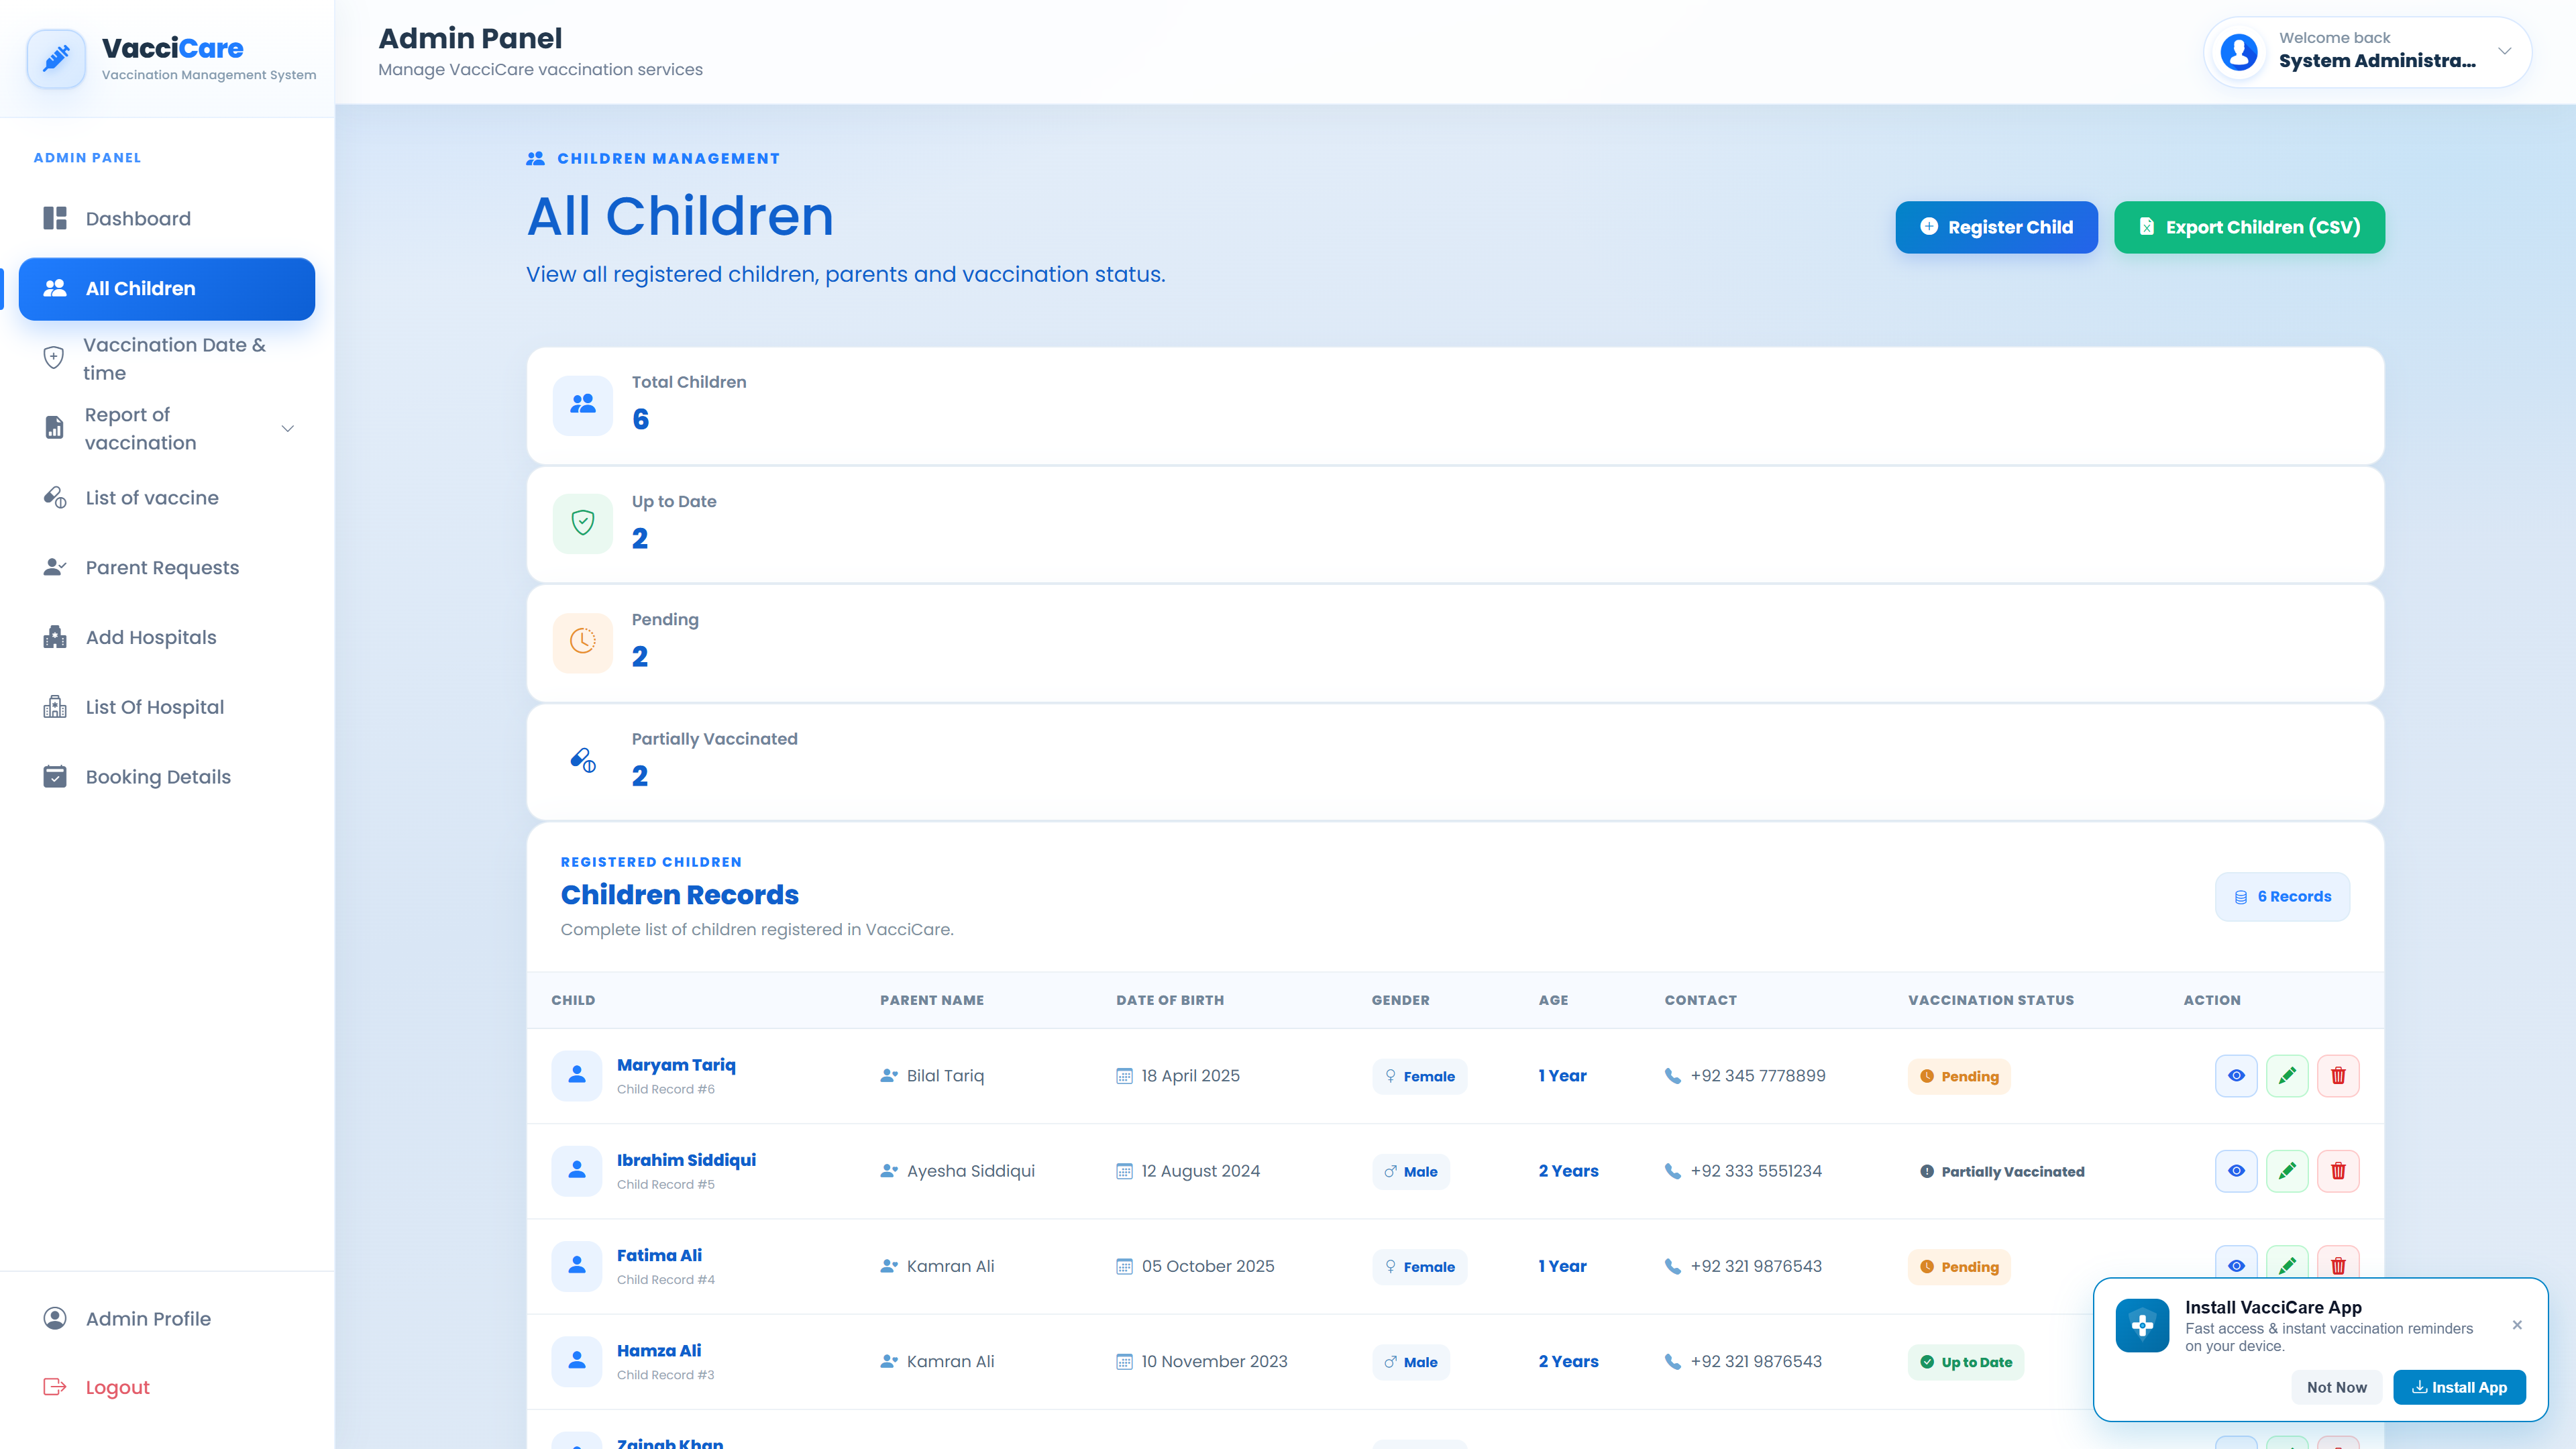 VacciCare
Vaccination Management System
ADMIN PANEL
Dashboard
All Children
Vaccination Date &
time
Report of
vaccination
List of vaccine
Parent Requests
Add Hospitals
List Of Hospital
Booking Details
Admin Profile
Logout
Admin Panel
Manage VacciCare vaccination services
Welcome back
System Administra...
CHILDREN MANAGEMENT
All Children
View all registered children, parents and vaccination status.
Register Child
Export Children (CSV)
Total Children
6
Up to Date
2
Pending
2
Partially Vaccinated
2
REGISTERED CHILDREN
Children Records
Complete list of children registered in VacciCare.
6 Records
CHILD PARENT NAME DATE OF BIRTH GENDER AGE CONTACT VACCINATION STATUS ACTION
Maryam Tariq
Child Record #6
Bilal Tariq 18 April 2025 Female 1 Year +92 345 7778899 Pending
Ibrahim Siddiqui
Child Record #5
Ayesha Siddiqui 12 August 2024 Male 2 Years +92 333 5551234 Partially Vaccinated
Fatima Ali
Child Record #4
Kamran Ali 05 October 2025 Female 1 Year +92 321 9876543 Pending
Hamza Ali
Child Record #3
Kamran Ali 10 November 2023 Male 2 Years +92 321 9876543 Up to Date
Zainab Khan
Install VacciCare App
Fast access & instant vaccination reminders
on your device.
Not Now
Install App